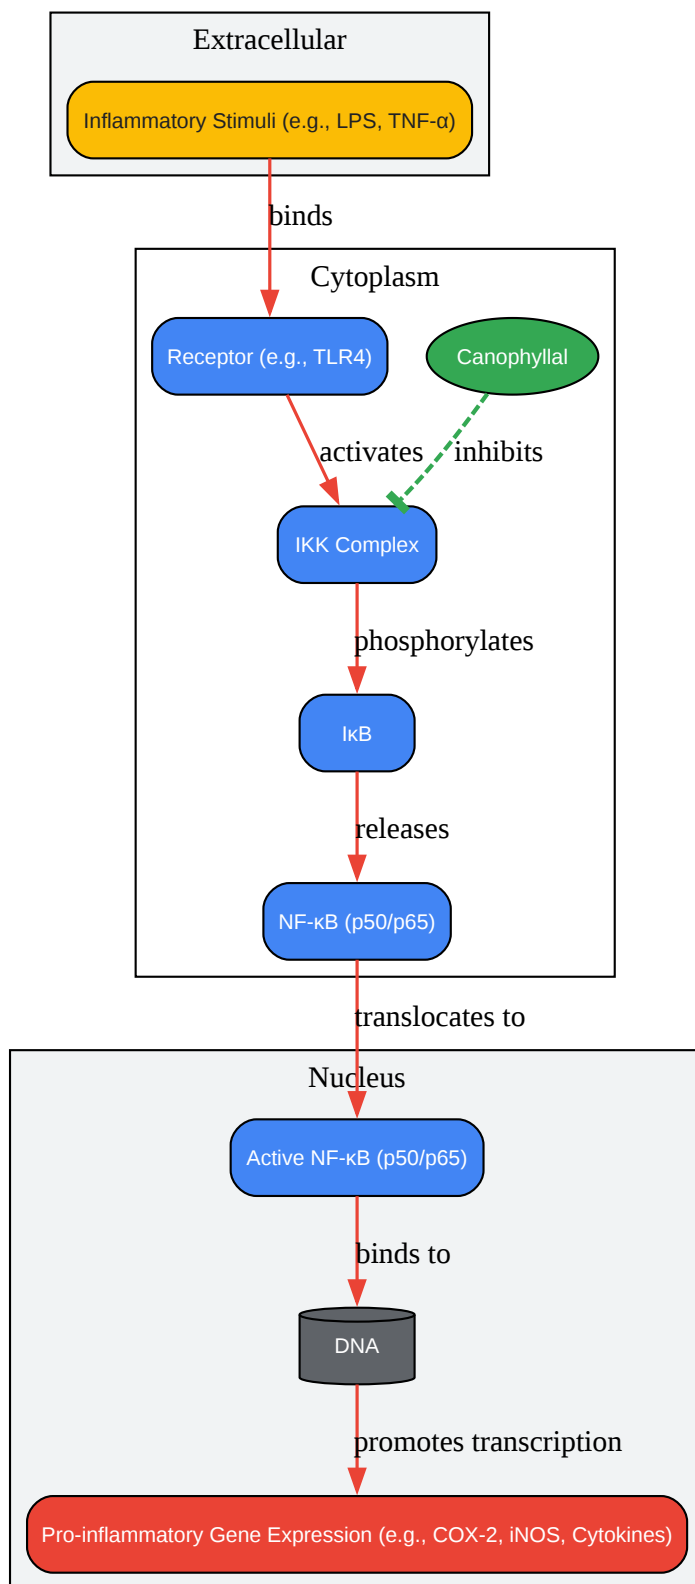 Extracellular
Inflammatory Stimuli (e.g., LPS, TNF-α)
binds
Cytoplasm
Receptor (e.g., TLR4)
Canophyllal
activates
inhibits
IKK Complex
phosphorylates
IκB
releases
NF-κB (p50/p65)
translocates to
Nucleus
Active NF-κB (p50/p65)
binds to
DNA
promotes transcription
Pro-inflammatory Gene Expression (e.g., COX-2, iNOS, Cytokines)